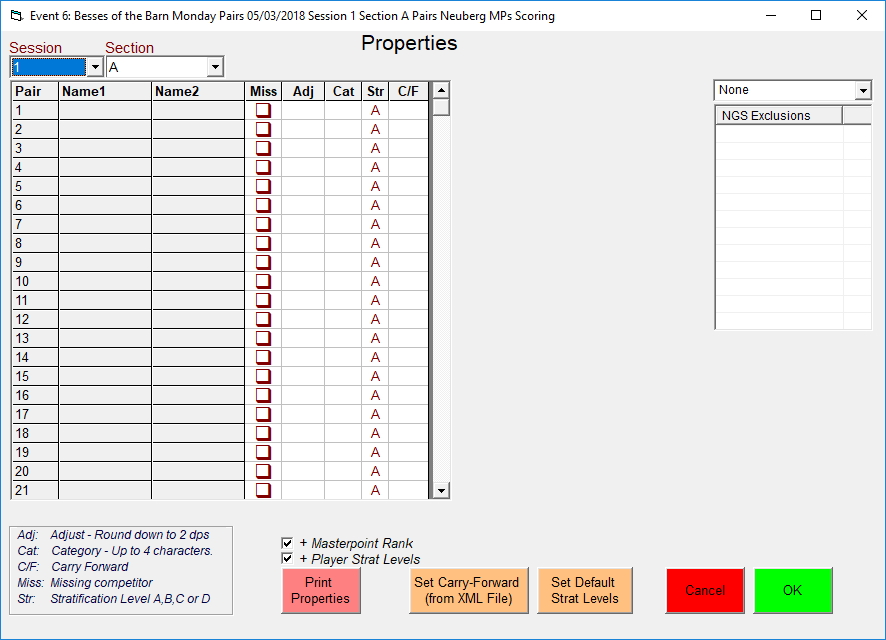 Event 6: Besses of the Barn Monday Pairs 05/03/2018 Session 1 Section A Pairs Neuberg MPs Scoring
Properties
Session Section
1 A
None
Pair Name1 Name2 Miss Adj Cat Str C/F
NGS Exclusions
1 A
2 A
3 A
4 A
5 A
6 A
7 A
8 A
9 A
10 A
11 A
12 A
13 A
14 A
15 A
16 A
17 A
18 A
19 A
20 A
21 A
Adj: Adjust - Round down to 2 dps
Cat: Category - Up to 4 characters.
C/F: Carry Forward
Miss: Missing competitor
Str: Stratification Level A,B,C or D
+ Masterpoint Rank
+ Player Strat Levels
Print
Properties
Set Carry-Forward
(from XML File)
Set Default
Strat Levels
Cancel
OK